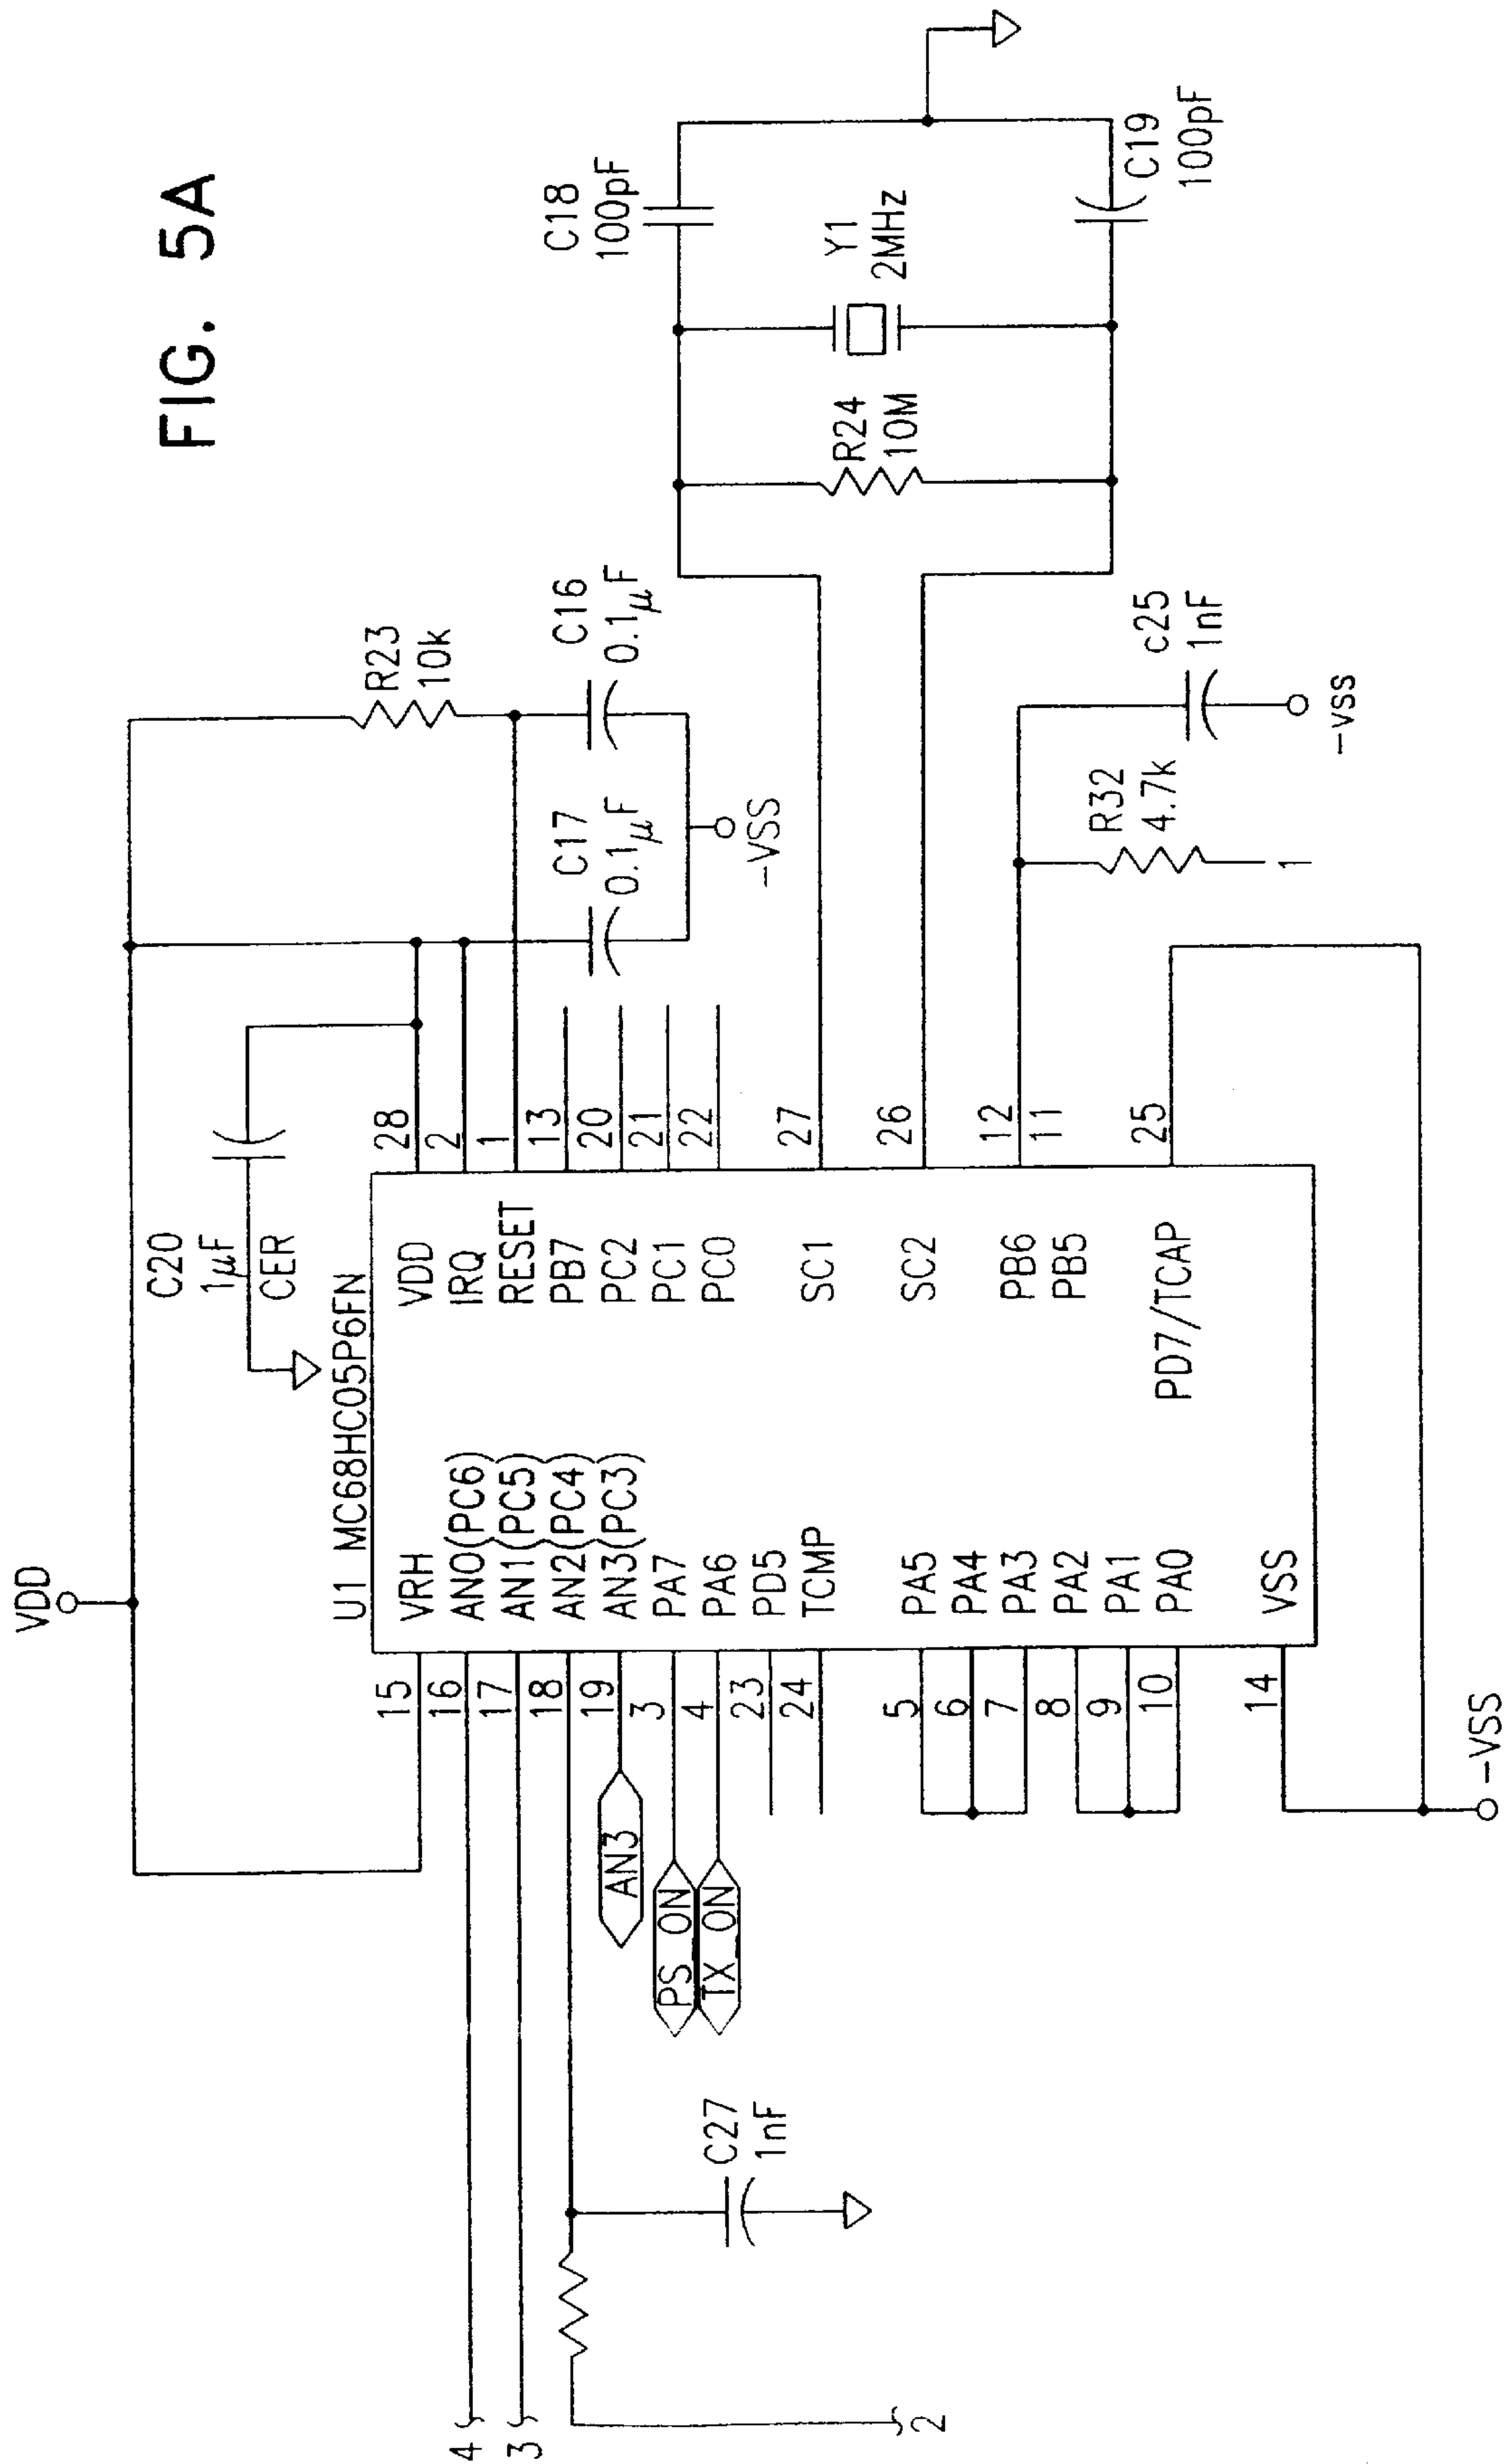 FIG. 5A
VDD
C20
1μF
CER
U1 MC68HC05P6FN
15
VRH
16
AN0(PC6)
17
AN1(PC5)
18
AN2(PC4)
19
AN3(PC3)
3
PA7
4
PA6
23
PD5
24
TCMP
5
PA5
6
PA4
7
PA3
8
PA2
9
PA1
10
PA0
14
VSS
VDD
28
IRQ
2
RESET
1
PB7
13
PC2
20
PC1
21
PC0
22
SC1
27
SC2
26
PB6
12
PB5
11
PD7/TCAP
25
AN3
PS_ON
TX_ON
4
3
2
C27
1nF
-VSS
R23
10k
C17
0.1μF
C16
0.1μF
-VSS
C18
100pF
Y1
2MHz
R24
10M
C19
100pF
R32
4.7k
1
c25
1nF
-vss